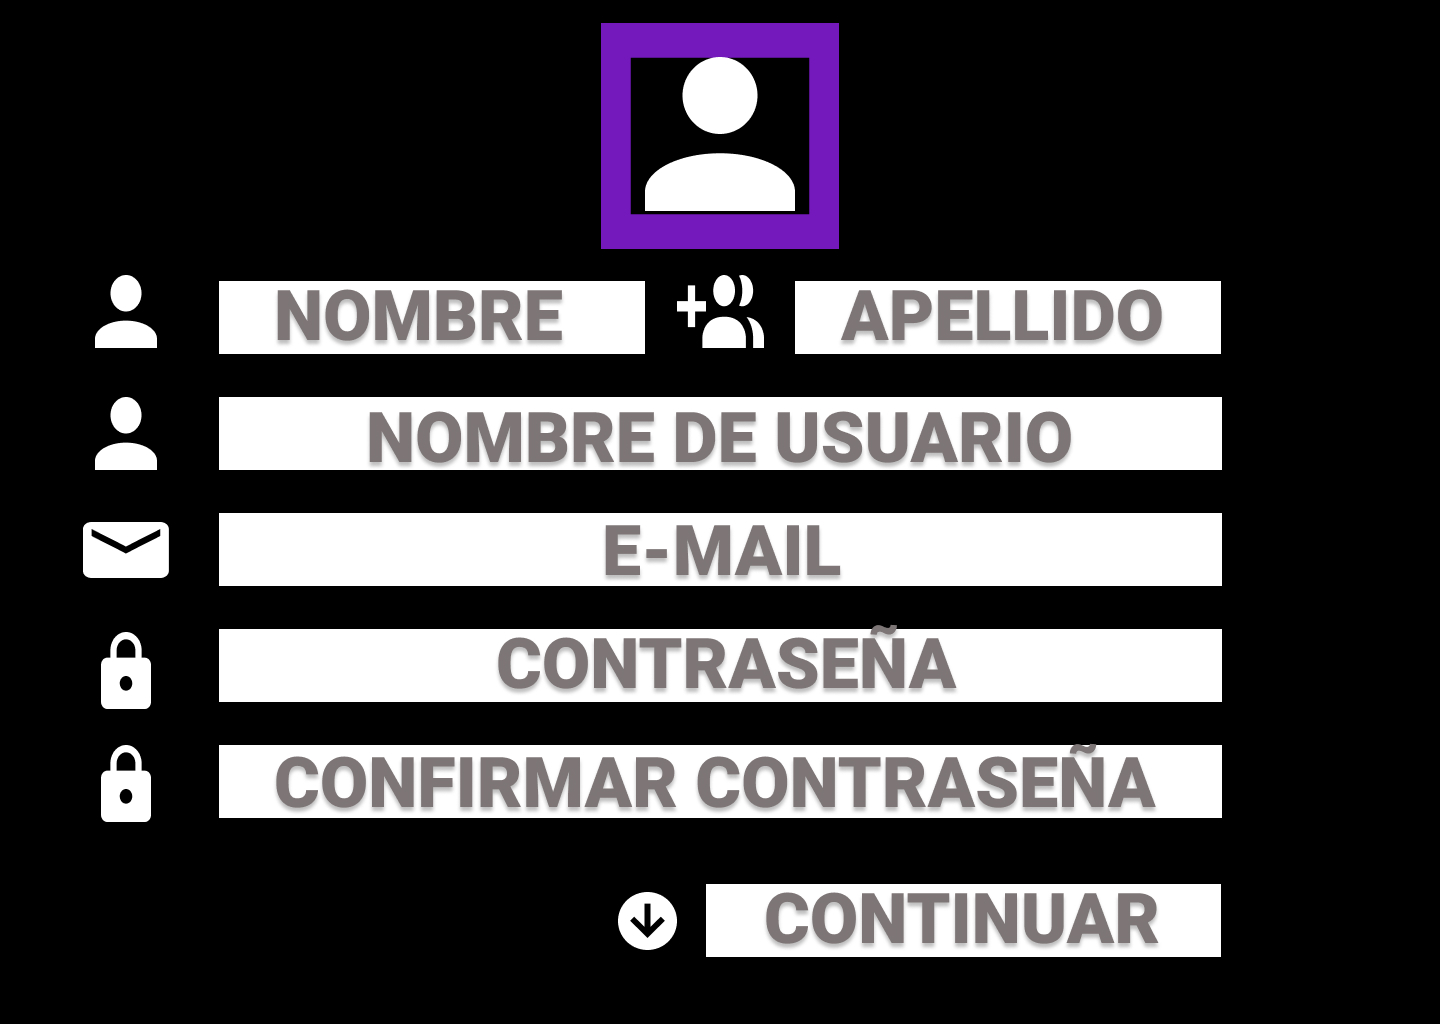 NOMBRE APELLIDO
NOMBRE DE USUARIO
E-MAIL
CONTRASEÑA
CONFIRMAR CONTRASEÑA
CONTINUAR